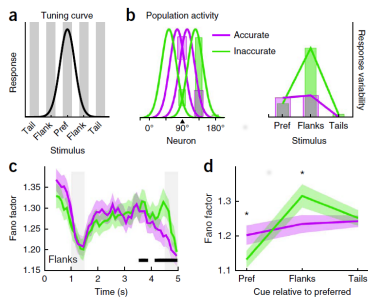 a Tuning curve
Response
Tail
Flank
Pref
Flank
Tail
Stimulus
b Population activity
Accurate
Inaccurate
0° 90° 180°
Neuron
Response variability
Pref Flanks Tails
Stimulus
c
Fano factor
1.35
1.30
1.25
1.20
1.15
Flanks
0 1 2 3 4 5
Time (s)
d
Fano factor
1.3
1.2
1.1
*
*
Pref Flanks Tails
Cue relative to preferred